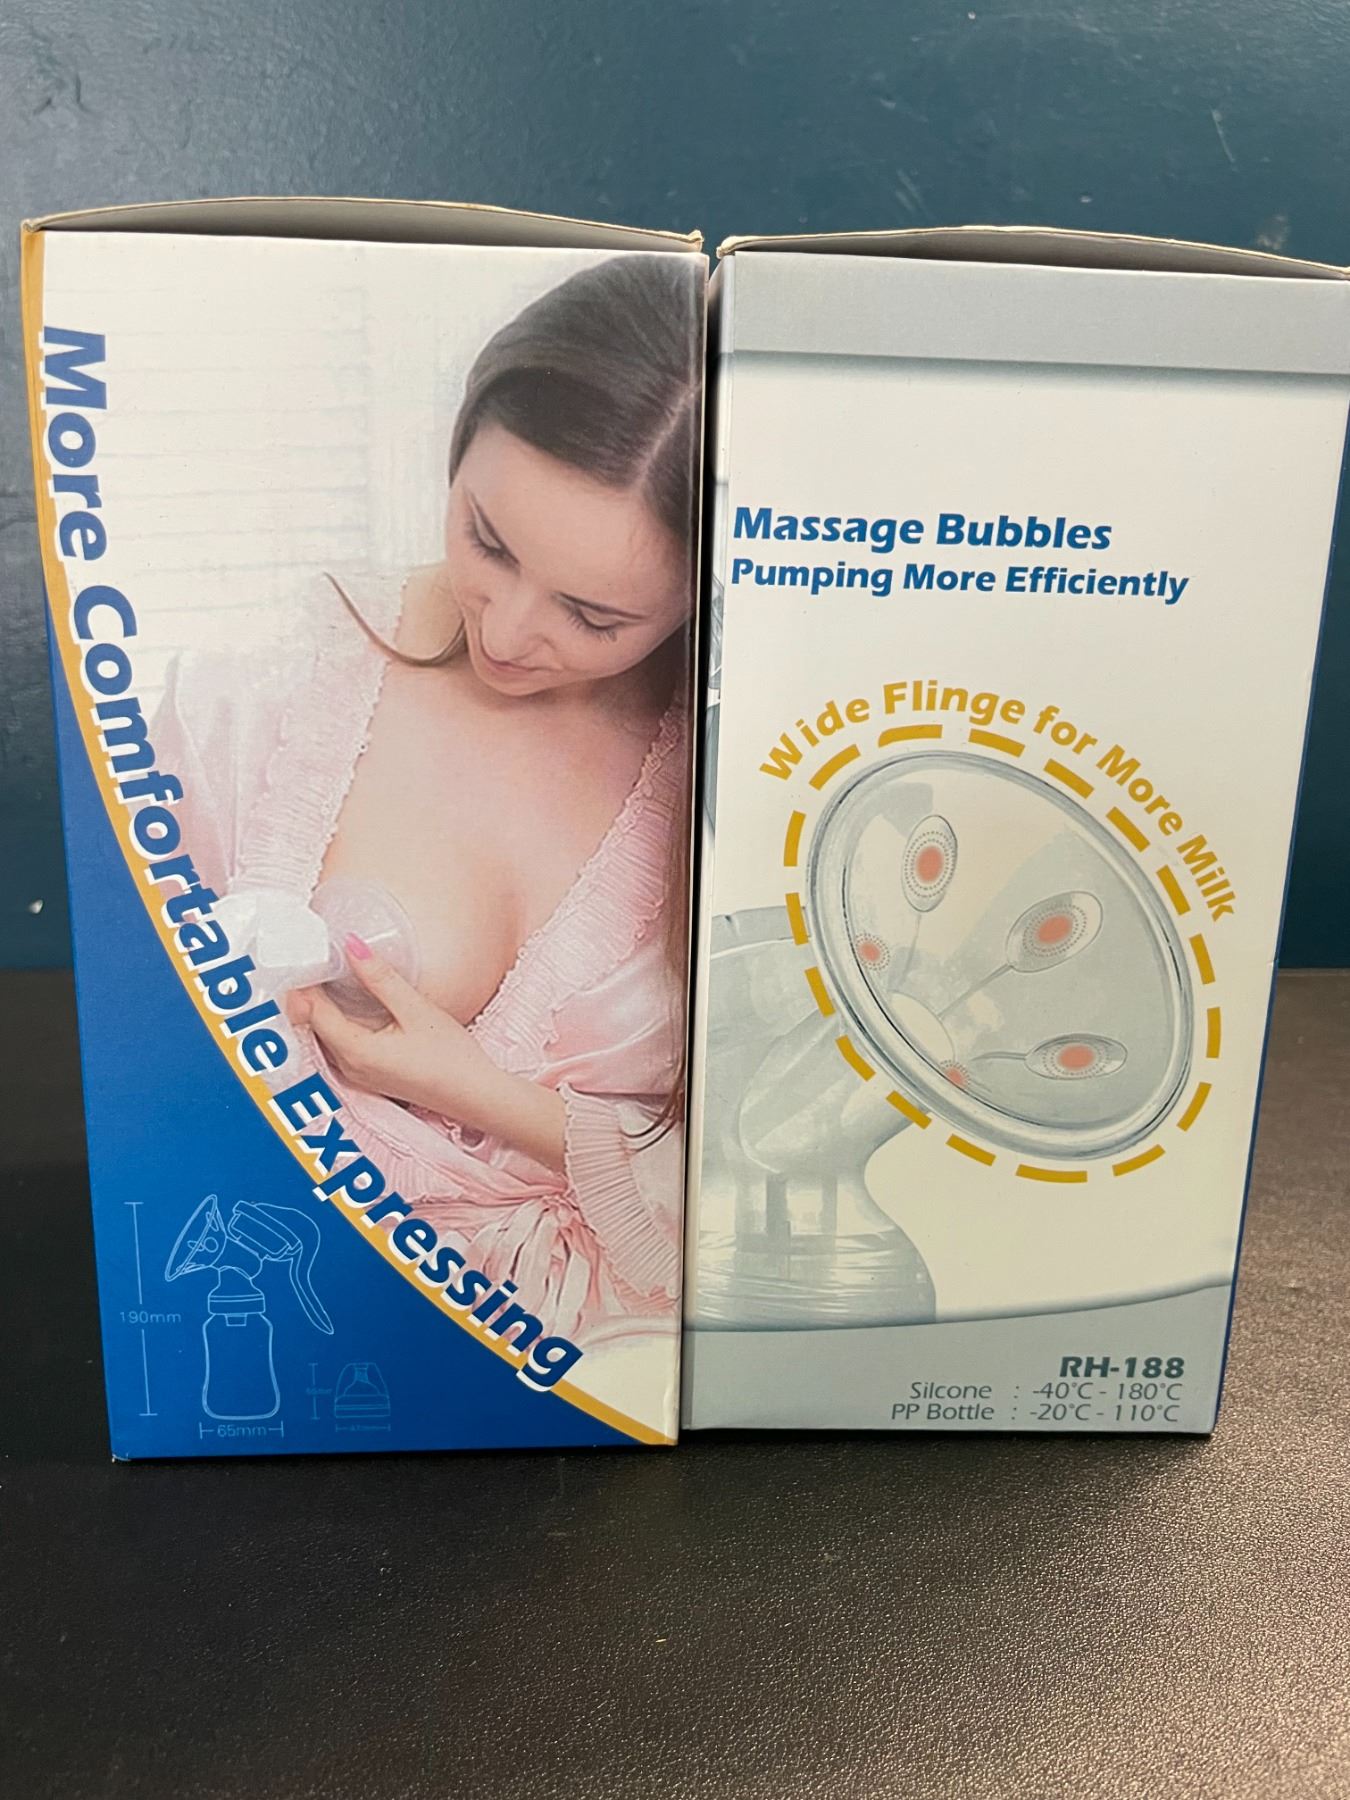 More Comfortable Expressing
190mm
65mm
Massage Bubbles
Pumping More Efficiently
Wide Flinge for More Milk
RH-188
Silcone : -40°C - 180°C
PP Bottle : -20°C - 110°C